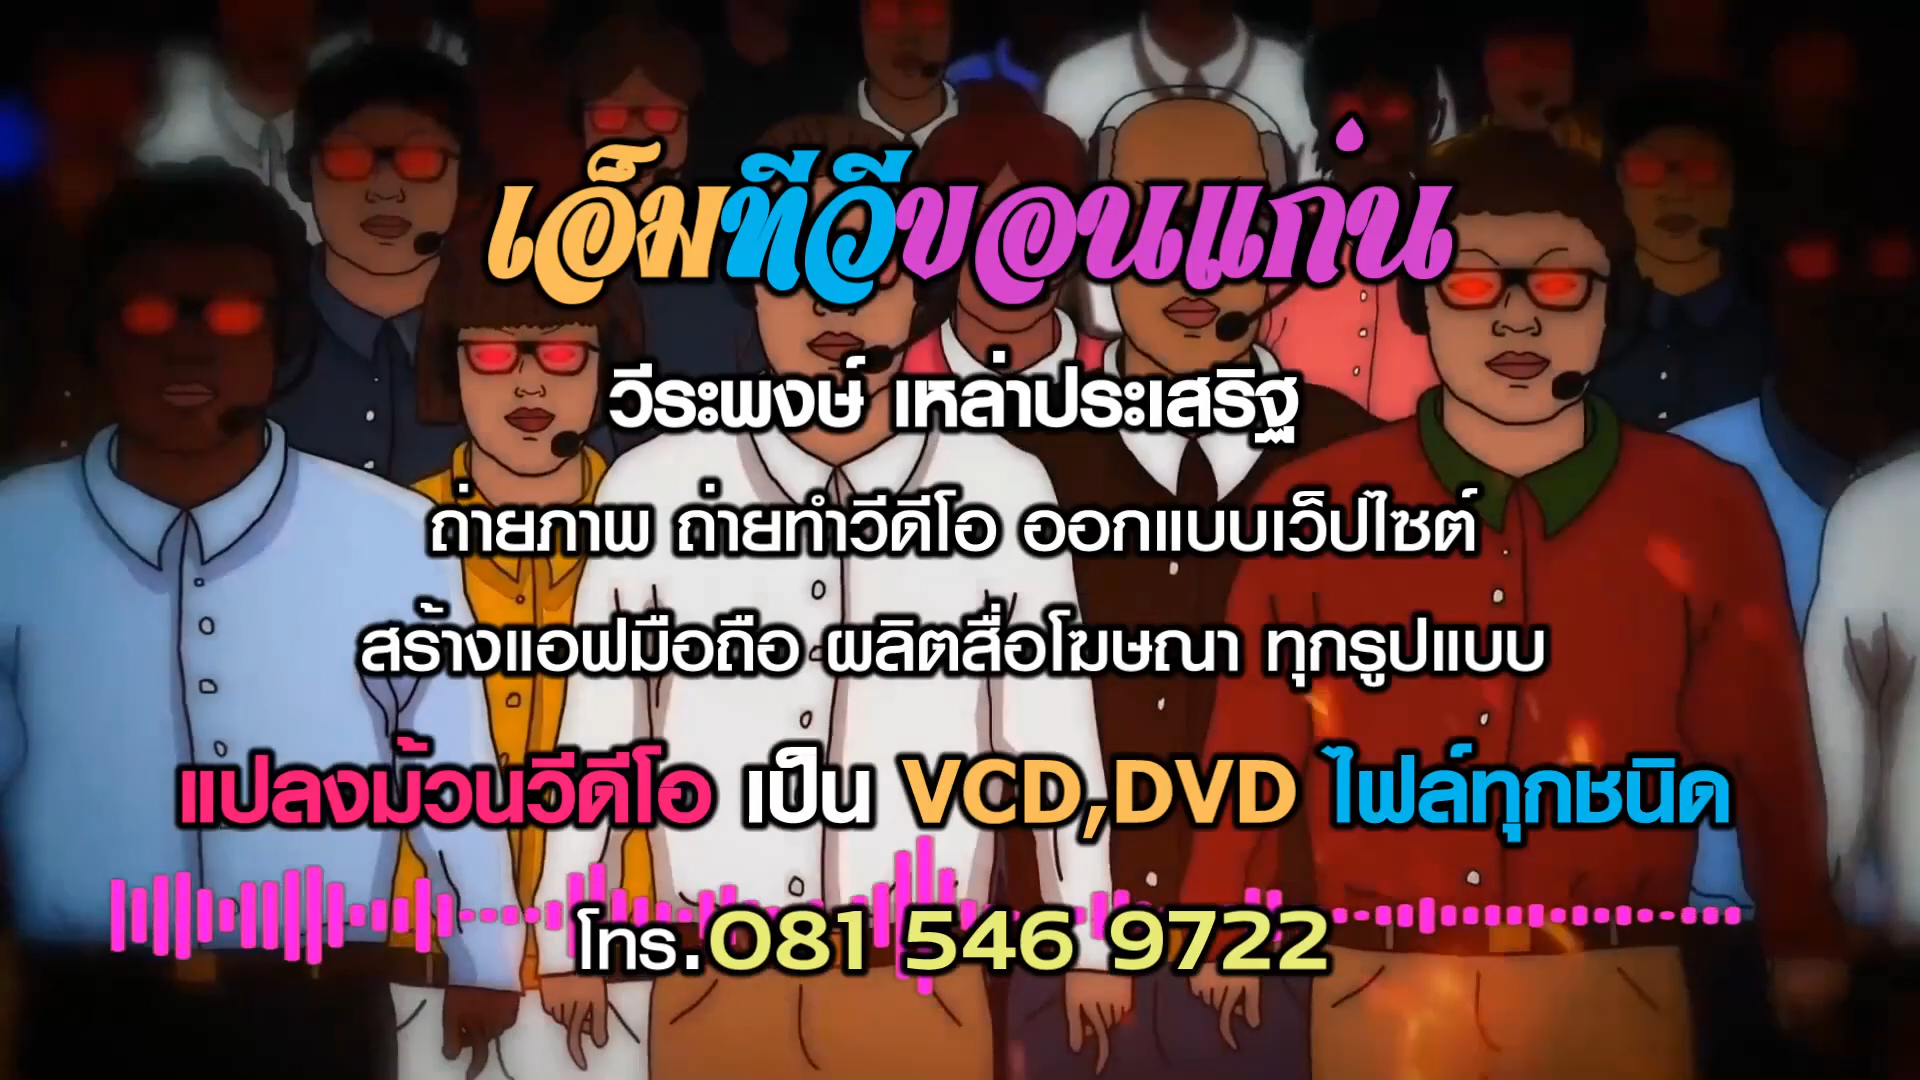 เอ็มทีวีขอนแก่น
วีระพงษ์ เหล่าประเสริฐ
ถ่ายภาพ ถ่ายทำวีดีโอ ออกแบบเว็ปไซต์
สร้างแอฟมือถือ ผลิตสื่อโฆษณา ทุกรูปแบบ
แปลงม้วนวีดีโอ เป็น VCD,DVD ไฟล์ทุกชนิด
โทร.081 546 9722